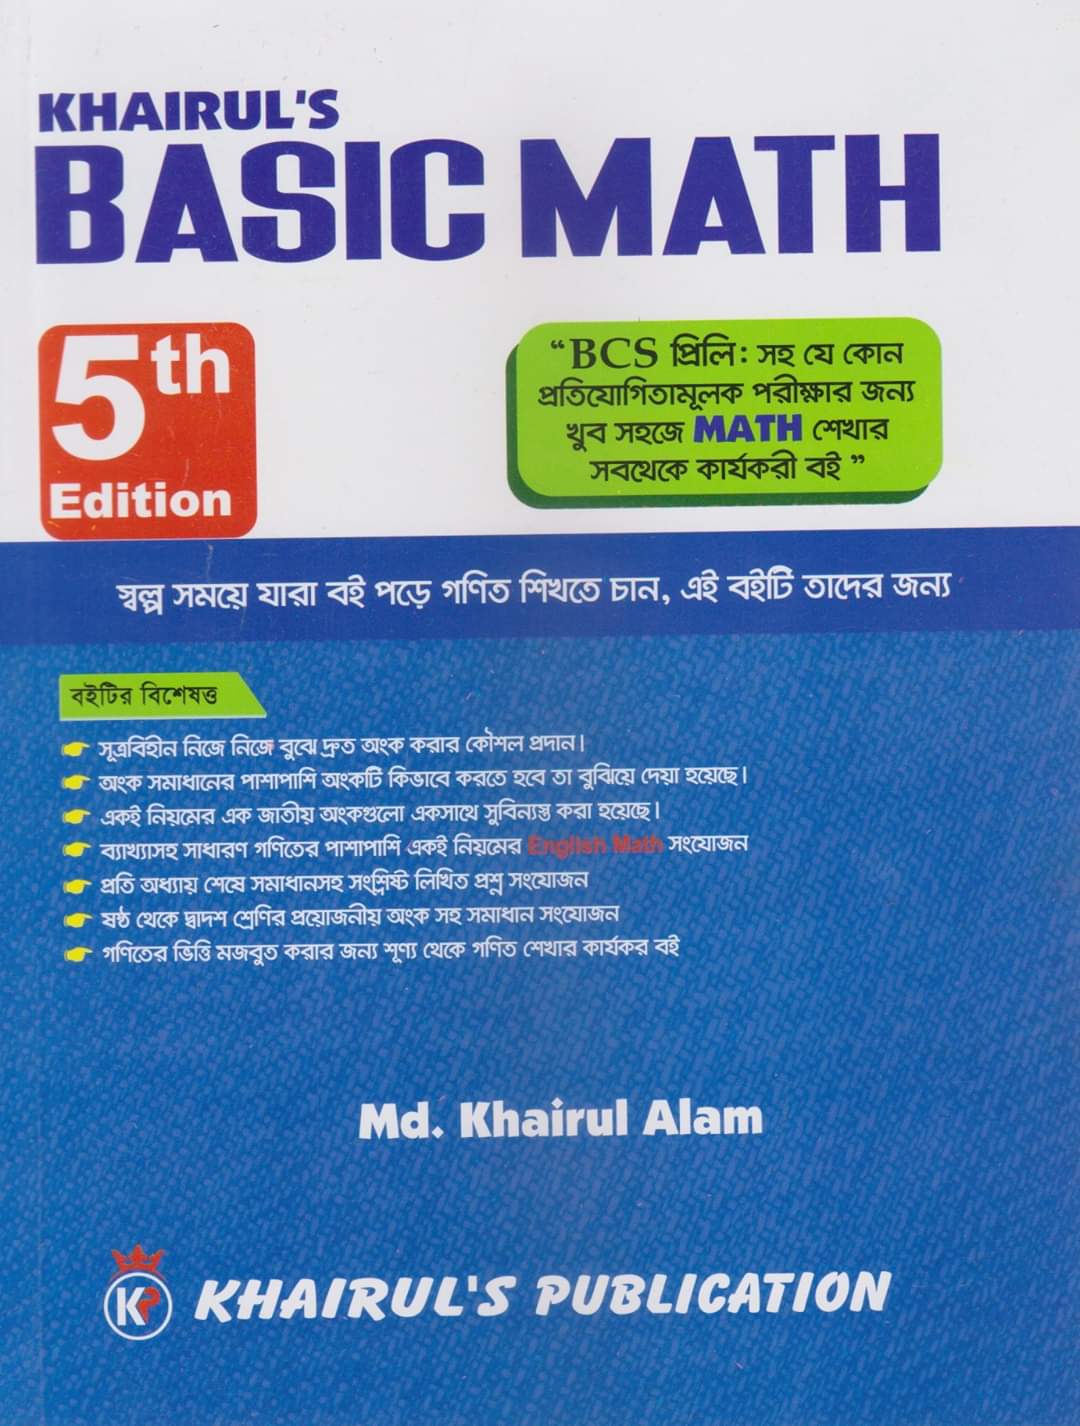 KHAIRUL'S
BASIC MATH
5th
Edition
“BCS প্রিলি: সহ যে কোন
প্রতিযোগিতামূলক পরীক্ষার জন্য
খুব সহজে MATH শেখার
সবথেকে কার্যকরী বই”
স্বল্প সময়ে যারা বই পড়ে গণিত শিখতে চান, এই বইটি তাদের জন্য
বইটির বিশেষত্ত
সূত্রবিহীন নিজে নিজে বুঝে দ্রুত অংক করার কৌশল প্রদান।
অংক সমাধানের পাশাপাশি অংকটি কিভাবে করতে হবে তা বুঝিয়ে দেয়া হয়েছে।
একই নিয়মের এক জাতীয় অংকগুলো একসাথে সুবিন্যস্ত করা হয়েছে।
ব্যাখ্যাসহ সাধারণ গণিতের পাশাপাশি একই নিয়মের English Math সংযোজন
প্রতি অধ্যায় শেষে সমাধানসহ সংশ্লিষ্ট লিখিত প্রশ্ন সংযোজন
ষষ্ঠ থেকে দ্বাদশ শ্রেণির প্রয়োজনীয় অংক সহ সমাধান সংযোজন
গণিতের ভিত্তি মজবুত করার জন্য শূণ্য থেকে গণিত শেখার কার্যকর বই
Md. Khairul Alam
KP KHAIRUL'S PUBLICATION